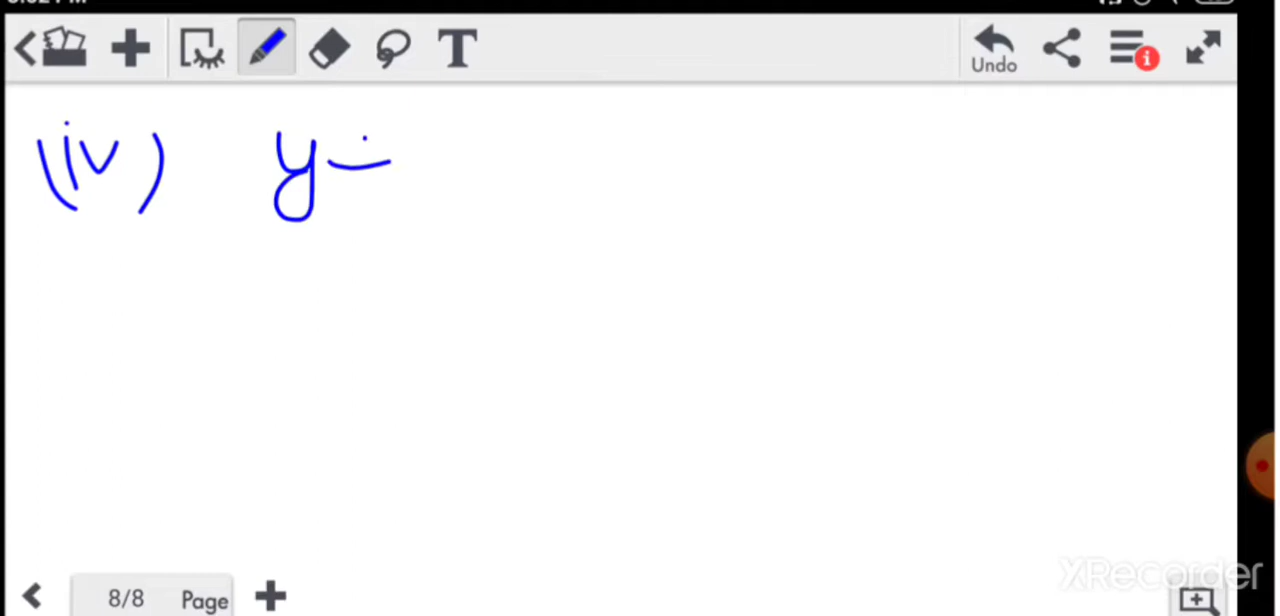 Undo
T
i
(iv) y=
8/8 Page
XRecorder